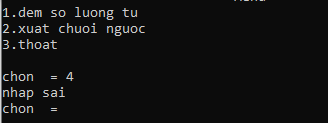 1.dem so luong tu
2.xuat chuoi nguoc
3.thoat
chon = 4
nhap sai
chon =